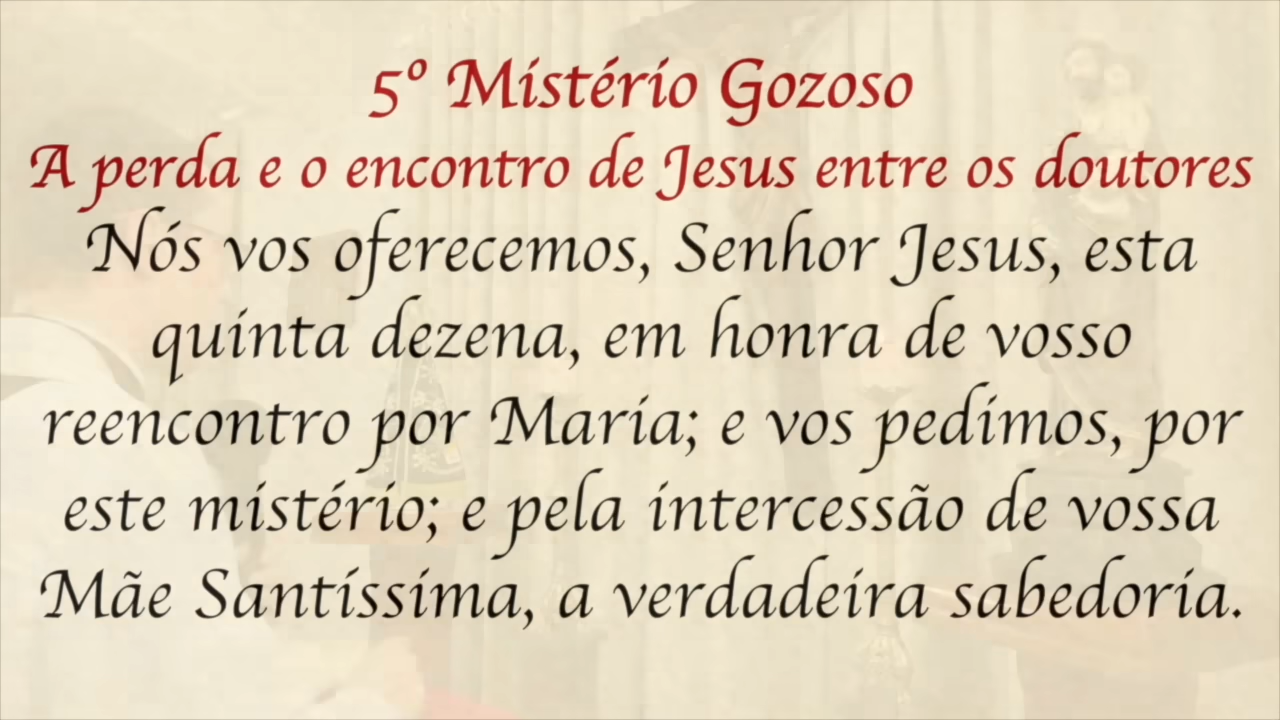 5º Mistério Gozoso
A perda e o encontro de Jesus entre os doutores
Nós vos oferecemos, Senhor Jesus, esta
quinta dezena, em honra de vosso
reencontro por Maria; e vos pedimos, por
este mistério; e pela intercessão de vossa
Mãe Santíssima, a verdadeira sabedoria.